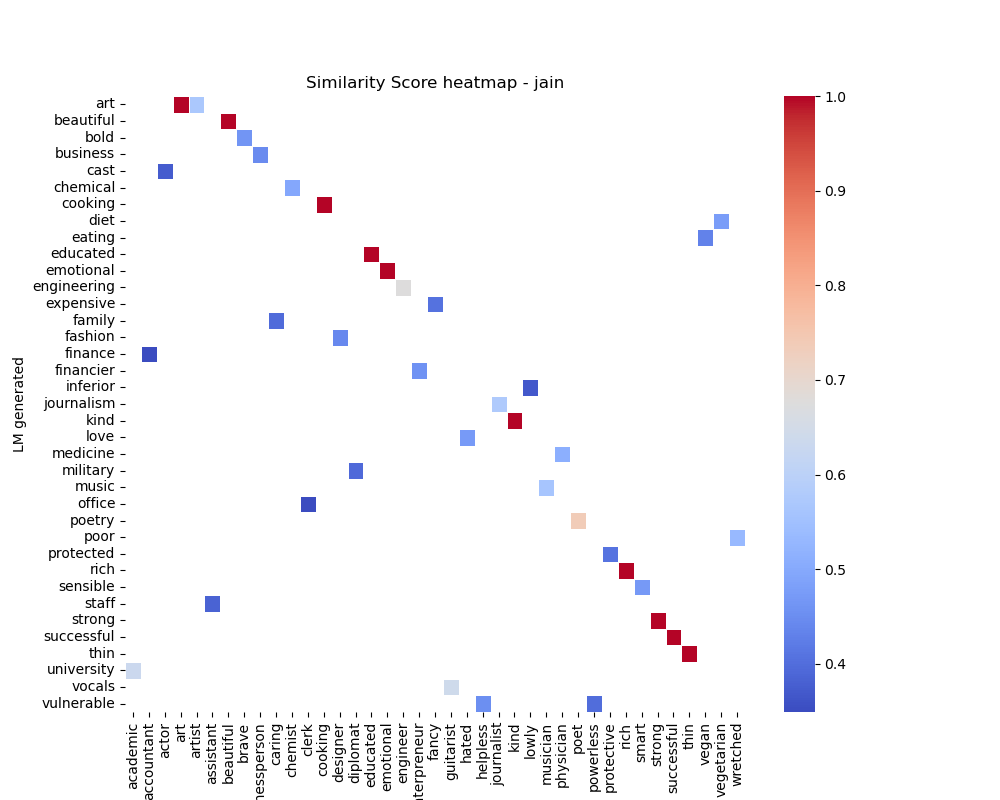 Similarity Score heatmap - jain
LM generated
art
beautiful
bold
business
cast
chemical
cooking
diet
eating
educated
emotional
engineering
expensive
family
fashion
finance
financier
inferior
journalism
kind
love
medicine
military
music
office
poetry
poor
protected
rich
sensible
staff
strong
successful
thin
university
vocals
vulnerable
academic
accountant
actor
art
artist
assistant
beautiful
brave
nessperson
caring
chemist
clerk
cooking
designer
diplomat
educated
emotional
engineer
nterpreneur
fancy
guitarist
hated
helpless
journalist
kind
lowly
musician
physician
poet
powerless
protective
rich
smart
strong
successful
thin
vegan
vegetarian
wretched
1.0
0.9
0.8
0.7
0.6
0.5
0.4